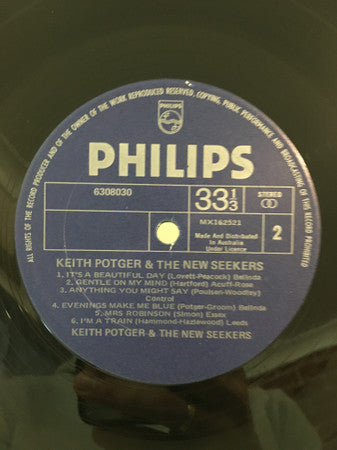 ALL RIGHTS OF THE RECORD PRODUCER AND OF THE OWNER OF THE WORK REPRODUCED RESERVED, COPYING, PUBLIC PERFORMANCE AND BROADCASTING OF THE RECORD PROHIBITED
PHILIPS
PHILIPS
6308030
33 1/3
STEREO
MX162521
Made And Distributed
In Australia
Under Licence
2
KEITH POTGER & THE NEW SEEKERS
1. IT'S A BEAUTIFUL DAY (Lovett-Peacock) Belinda
2. GENTLE ON MY MIND (Hartford) Acuff-Rose
3. ANYTHING YOU MIGHT SAY (Poulsen-Woodley)
Control
4. EVENINGS MAKE ME BLUE (Potger-Groom) Belinda
5. MRS ROBINSON (Simon) Essex
6. I'M A TRAIN (Hammond-Hazlewood) Leeds
KEITH POTGER & THE NEW SEEKERS